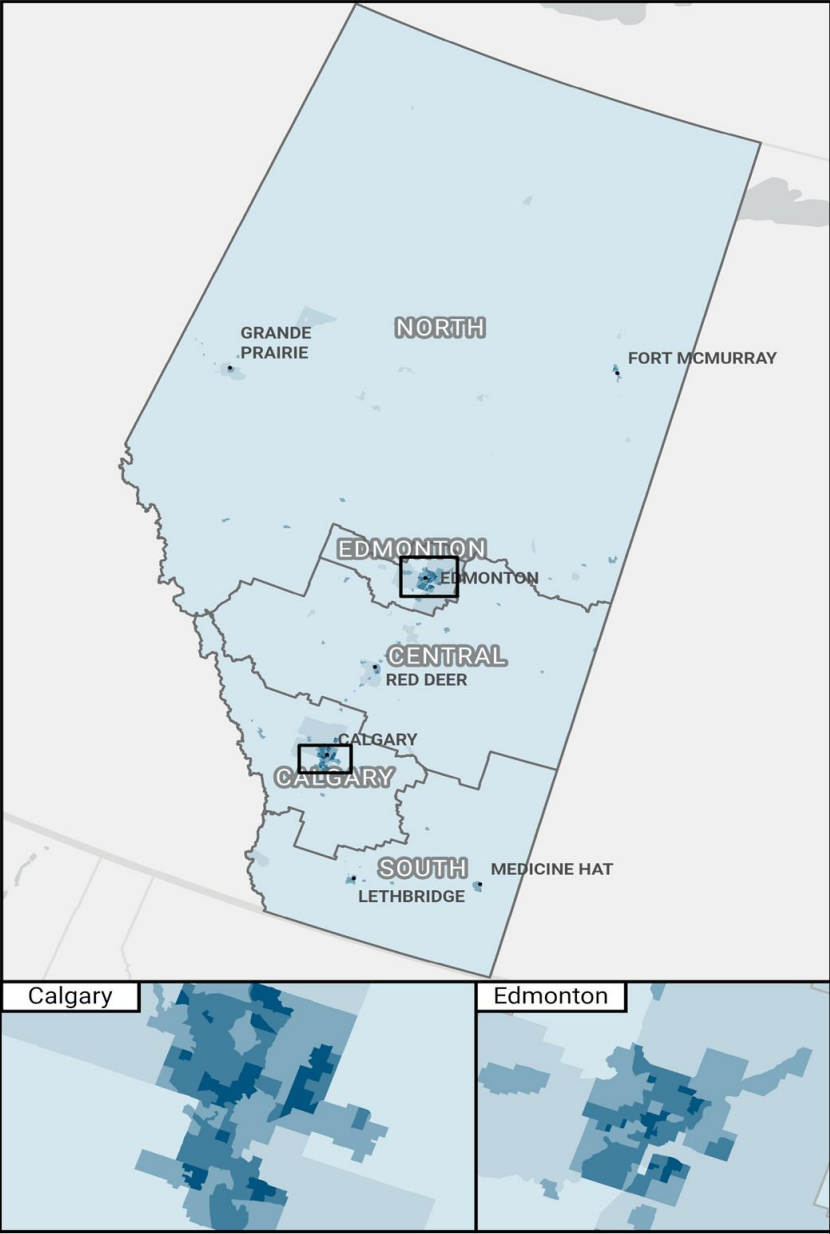 NORTH
GRANDE
PRAIRIE
FORT MCMURRAY
EDMONTON
EDMONTON
CENTRAL
RED DEER
CALGARY
CALGARY
SOUTH
MEDICINE HAT
LETHBRIDGE
Calgary
Edmonton